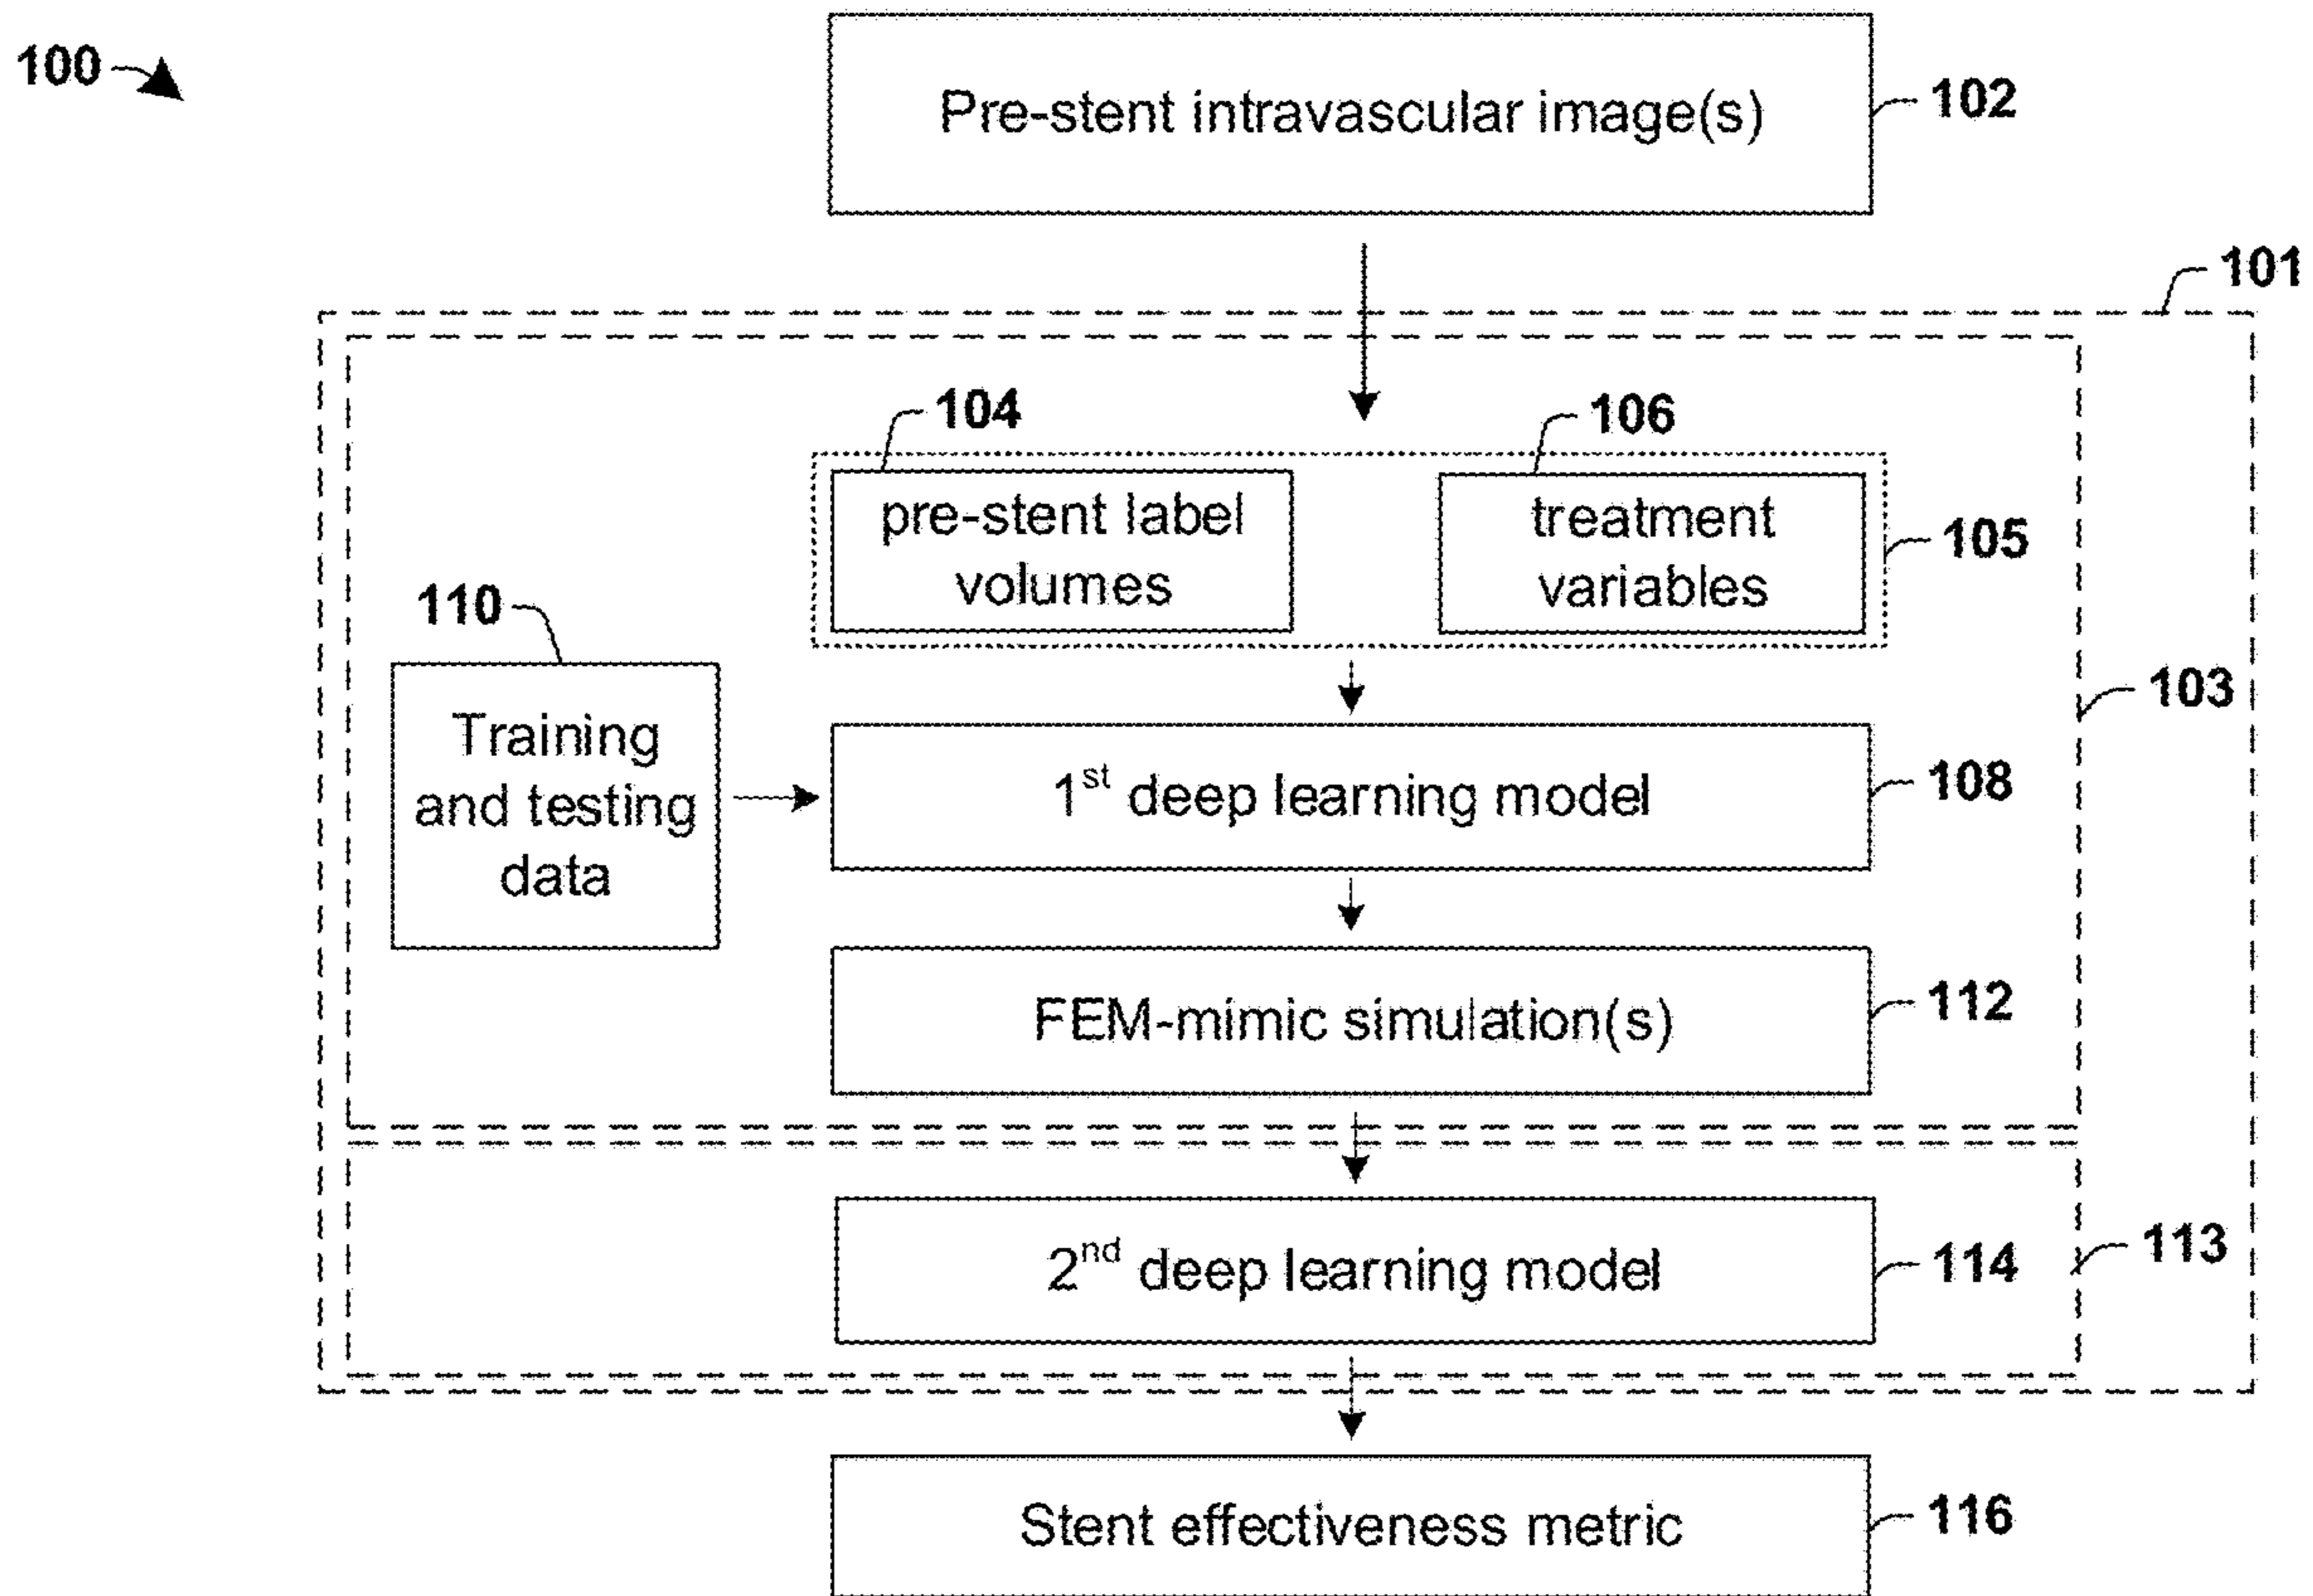 100
Pre-stent intravascular image(s)
102
101
104
106
pre-stent label
volumes
treatment
variables
105
110
103
Training
and testing
data
1st deep learning model
108
FEM-mimic simulation(s)
112
2nd deep learning model
114
113
Stent effectiveness metric
116